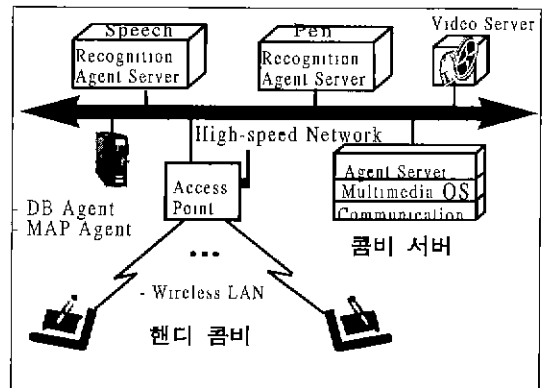 Speech
Recognition
Agent Server
Pen
Recognition
Agent Server
Video Server
High-speed Network
- DB Agent
- MAP Agent
Access
Point
Agent Server
Multimedia OS
Communication
콤비 서버
...
- Wireless LAN
핸디 콤비